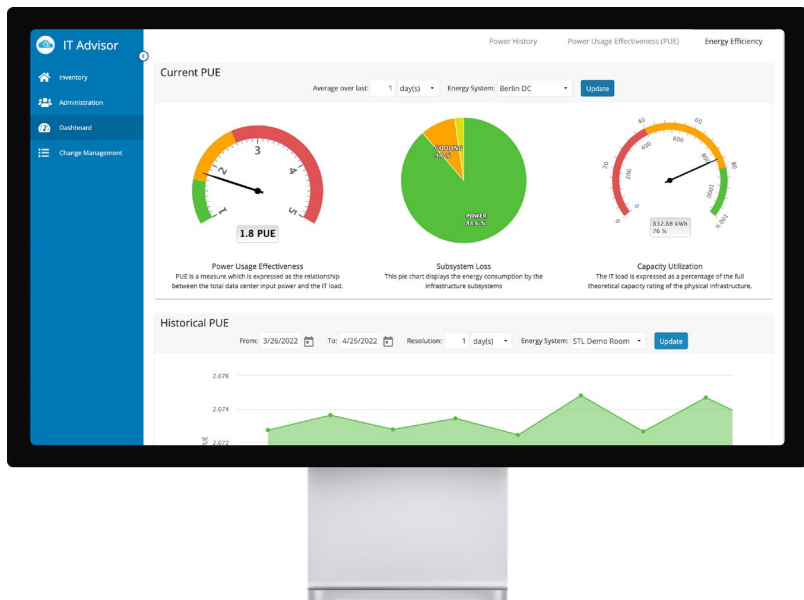 IT Advisor
Power History
Power Usage Effectiveness (PUE)
Energy Efficiency
Inventory
Administration
Dashboard
Change Management
Current PUE
Average over last: 1 day(s) Energy System: Berlin DC Update
1 2 3 4 5
1.8 PUE
Power Usage Effectiveness
PUE is a measure which is expressed as the relationship
between the total data center input power and the IT load.
COOLING
POWER
88.6 %
Subsystem Loss
This pie chart displays the energy consumption by the
infrastructure subsystems
0 20 40 60 80 100 %
0 200 400 600 800 1000
832.88 kWh
76 %
Capacity Utilization
The IT load is expressed as a percentage of the full
theoretical capacity rating of the physical infrastructure.
Historical PUE
From: 3/26/2022 To: 4/25/2022 Resolution: 1 day(s) Energy System: STL Demo Room Update
2.076
2.074
2.072
PUE